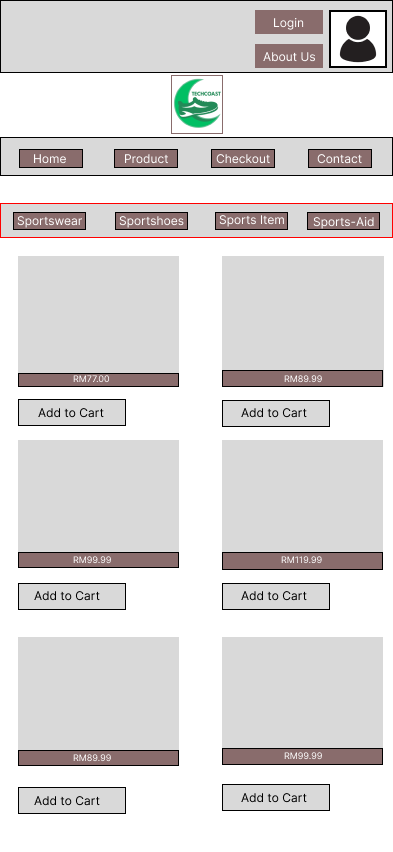 Login
About Us
TECHCOAST
Home
Product
Checkout
Contact
Sportswear
Sportshoes
Sports Item
Sports-Aid
RM77.00
RM89.99
Add to Cart
Add to Cart
RM99.99
RM119.99
Add to Cart
Add to Cart
RM89.99
RM99.99
Add to Cart
Add to Cart